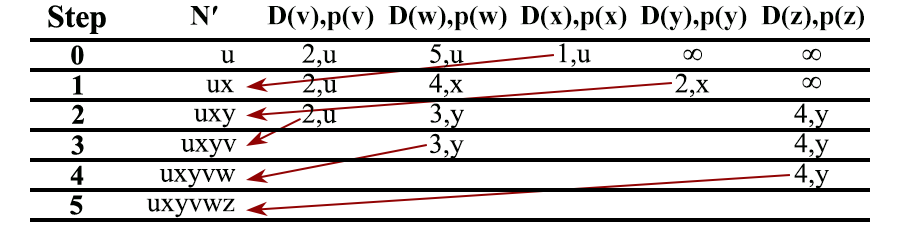 Step N′ D(v),p(v) D(w),p(w) D(x),p(x) D(y),p(y) D(z),p(z)
0 u 2,u 5,u 1,u ∞ ∞
1 ux 2,u 4,x 2,x ∞
2 uxy 2,u 3,y 4,y
3 uxyv 3,y 4,y
4 uxyvw 4,y
5 uxyvwz